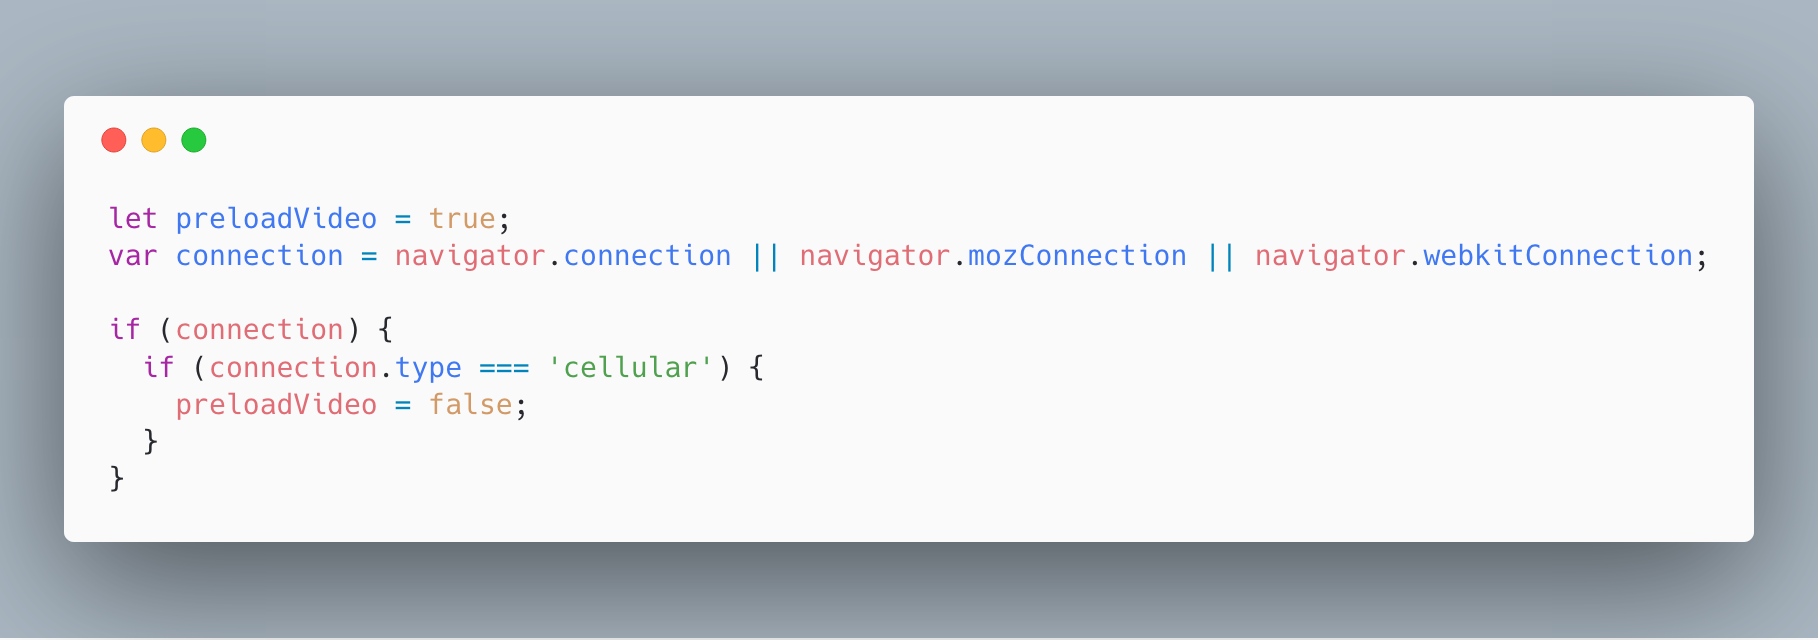 let preloadVideo = true;
var connection = navigator.connection || navigator.mozConnection || navigator.webkitConnection;

if (connection) {
  if (connection.type === 'cellular') {
    preloadVideo = false;
  }
}